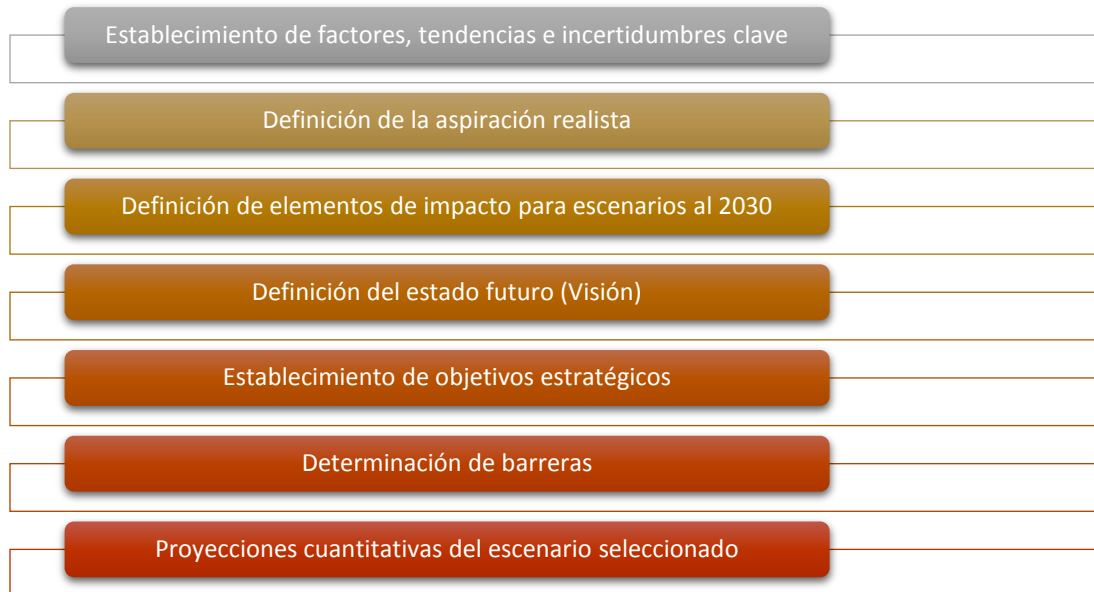 Establecimiento de factores, tendencias e incertidumbres clave
Definición de la aspiración realista
Definición de elementos de impacto para escenarios al 2030
Definición del estado futuro (Visión)
Establecimiento de objetivos estratégicos
Determinación de barreras
Proyecciones cuantitativas del escenario seleccionado